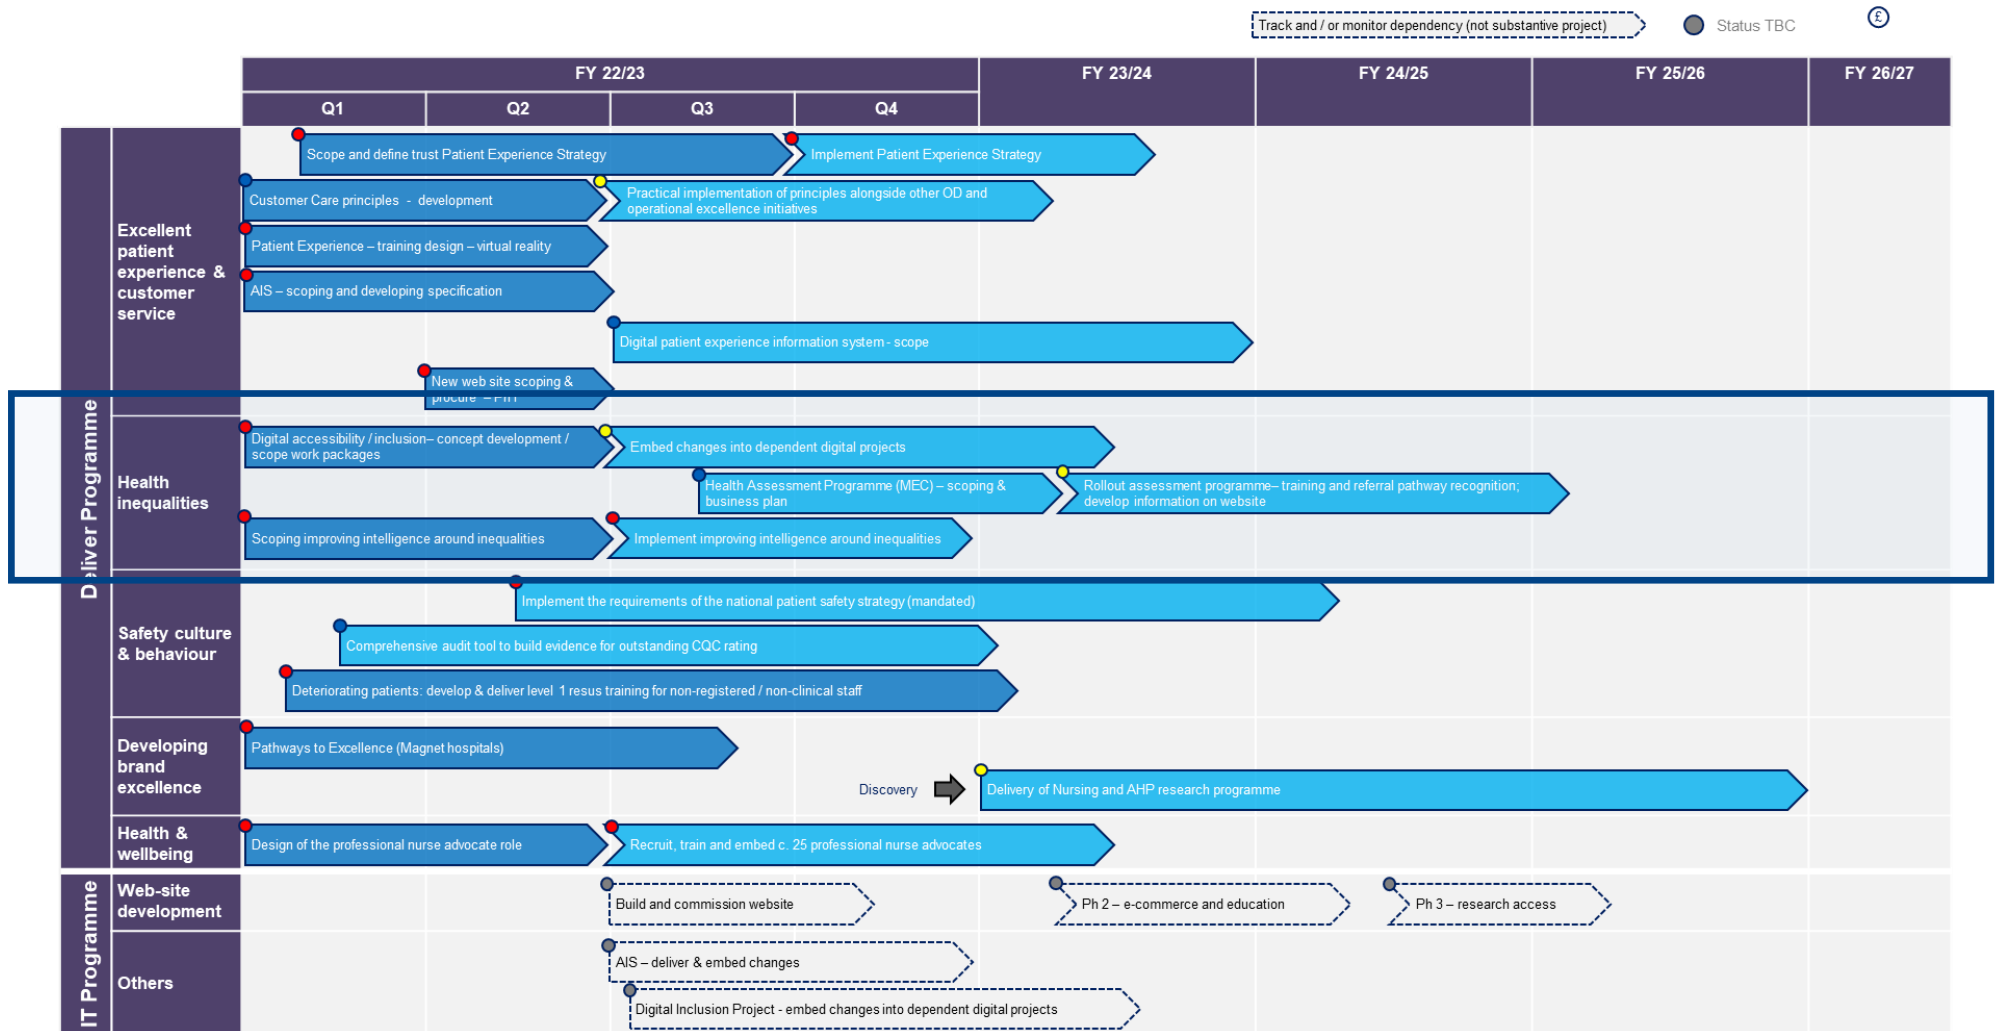 Track and / or monitor dependency (not substantive project)
Status TBC
£
FY 22/23
FY 23/24
FY 24/25
FY 25/26
FY 26/27
Q1
Q2
Q3
Q4
Deliver Programme
Excellent
patient
experience &
customer
service
Scope and define trust Patient Experience Strategy
Implement Patient Experience Strategy
Customer Care principles - development
Practical implementation of principles alongside other OD and
operational excellence initiatives
Patient Experience – training design – virtual reality
AIS – scoping and developing specification
Digital patient experience information system - scope
New web site scoping &
procure – PIITT
Health
inequalities
Digital accessibility / inclusion– concept development /
scope work packages
Embed changes into dependent digital projects
Health Assessment Programme (MEC) – scoping &
business plan
Rollout assessment programme– training and referral pathway recognition;
develop information on website
Scoping improving intelligence around inequalities
Implement improving intelligence around inequalities
Safety culture
& behaviour
Implement the requirements of the national patient safety strategy (mandated)
Comprehensive audit tool to build evidence for outstanding CQC rating
Deteriorating patients: develop & deliver level 1 resus training for non-registered / non-clinical staff
Developing
brand
excellence
Pathways to Excellence (Magnet hospitals)
Discovery
Delivery of Nursing and AHP research programme
Health &
wellbeing
Design of the professional nurse advocate role
Recruit, train and embed c. 25 professional nurse advocates
IT Programme
Web-site
development
Build and commission website
Ph 2 – e-commerce and education
Ph 3 – research access
Others
AIS – deliver & embed changes
Digital Inclusion Project - embed changes into dependent digital projects